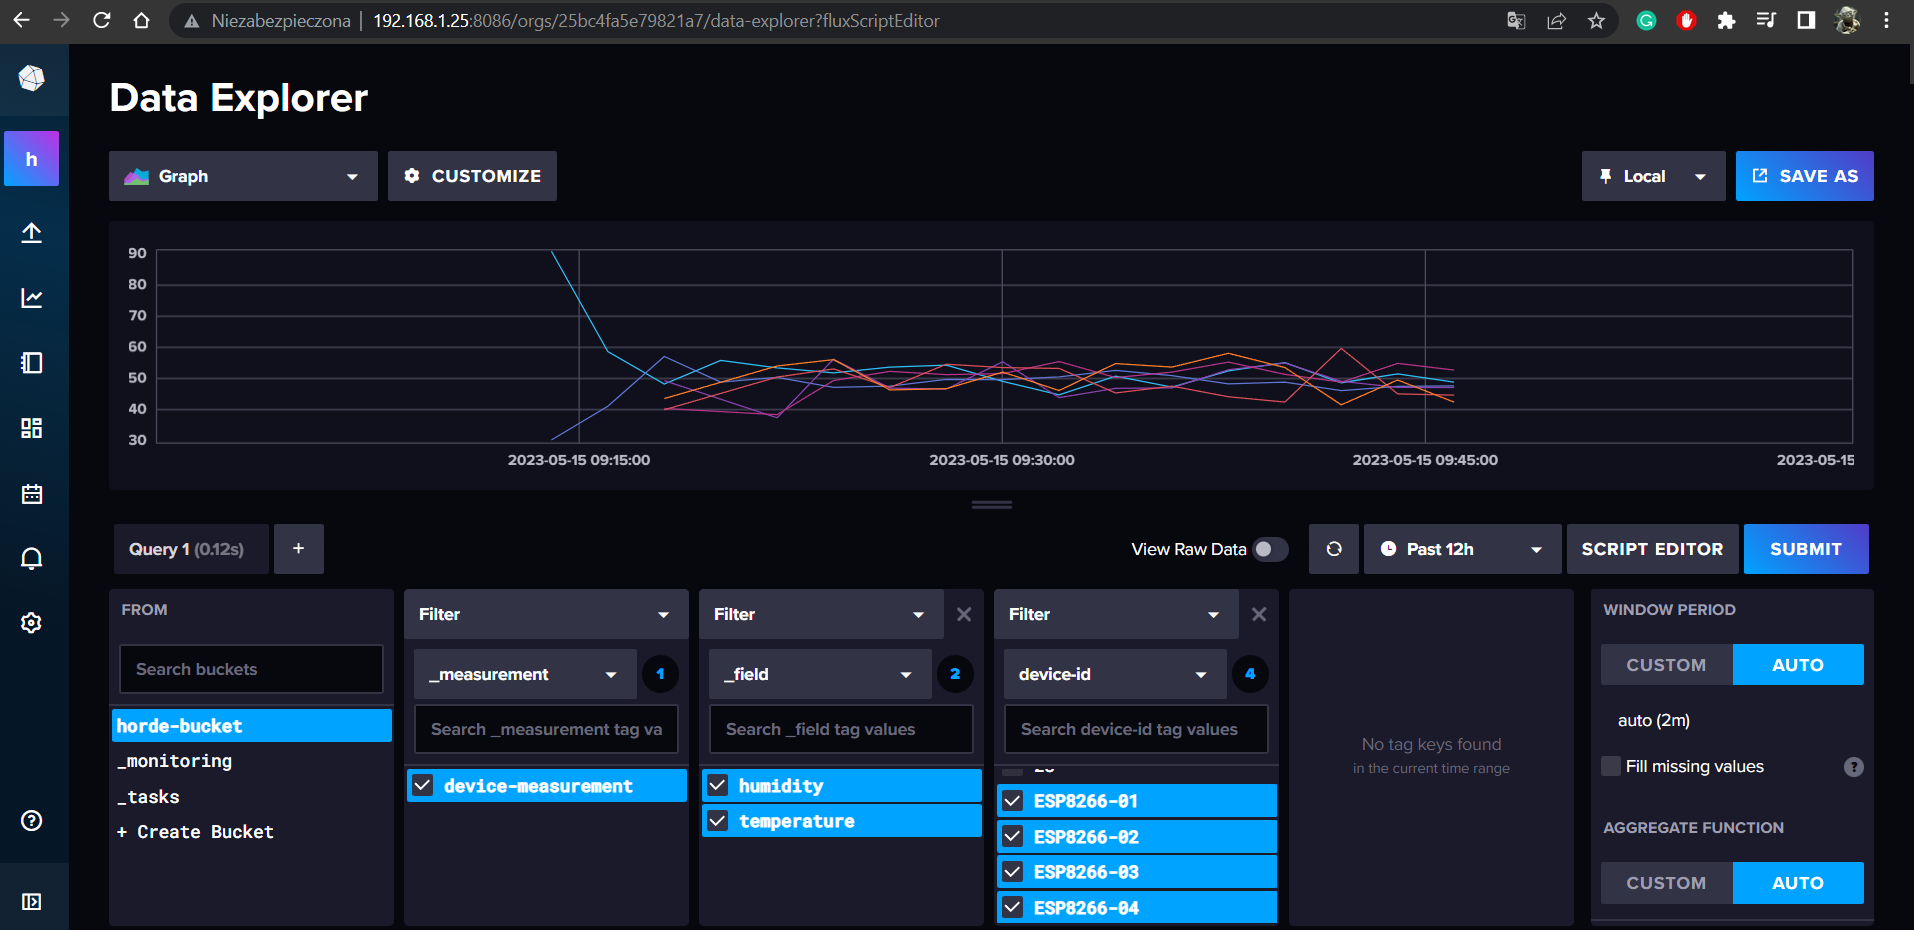 Niezabezpieczona | 192.168.1.25:8086/orgs/25bc4fa5e79821a7/data-explorer?fluxScriptEditor
Data Explorer
h
Graph
CUSTOMIZE
Local
SAVE AS
90
80
70
60
50
40
30
2023-05-15 09:15:00
2023-05-15 09:30:00
2023-05-15 09:45:00
2023-05-15
Query 1 (0.12s)
+
View Raw Data
Past 12h
SCRIPT EDITOR
SUBMIT
FROM
Search buckets
horde-bucket
_monitoring
_tasks
+ Create Bucket
Filter
_measurement
1
Search _measurement tag va
device-measurement
Filter
_field
2
Search _field tag values
humidity
temperature
Filter
device-id
4
Search device-id tag values
ESP8266-01
ESP8266-02
ESP8266-03
ESP8266-04
No tag keys found
in the current time range
WINDOW PERIOD
CUSTOM
AUTO
auto (2m)
Fill missing values
?
AGGREGATE FUNCTION
CUSTOM
AUTO